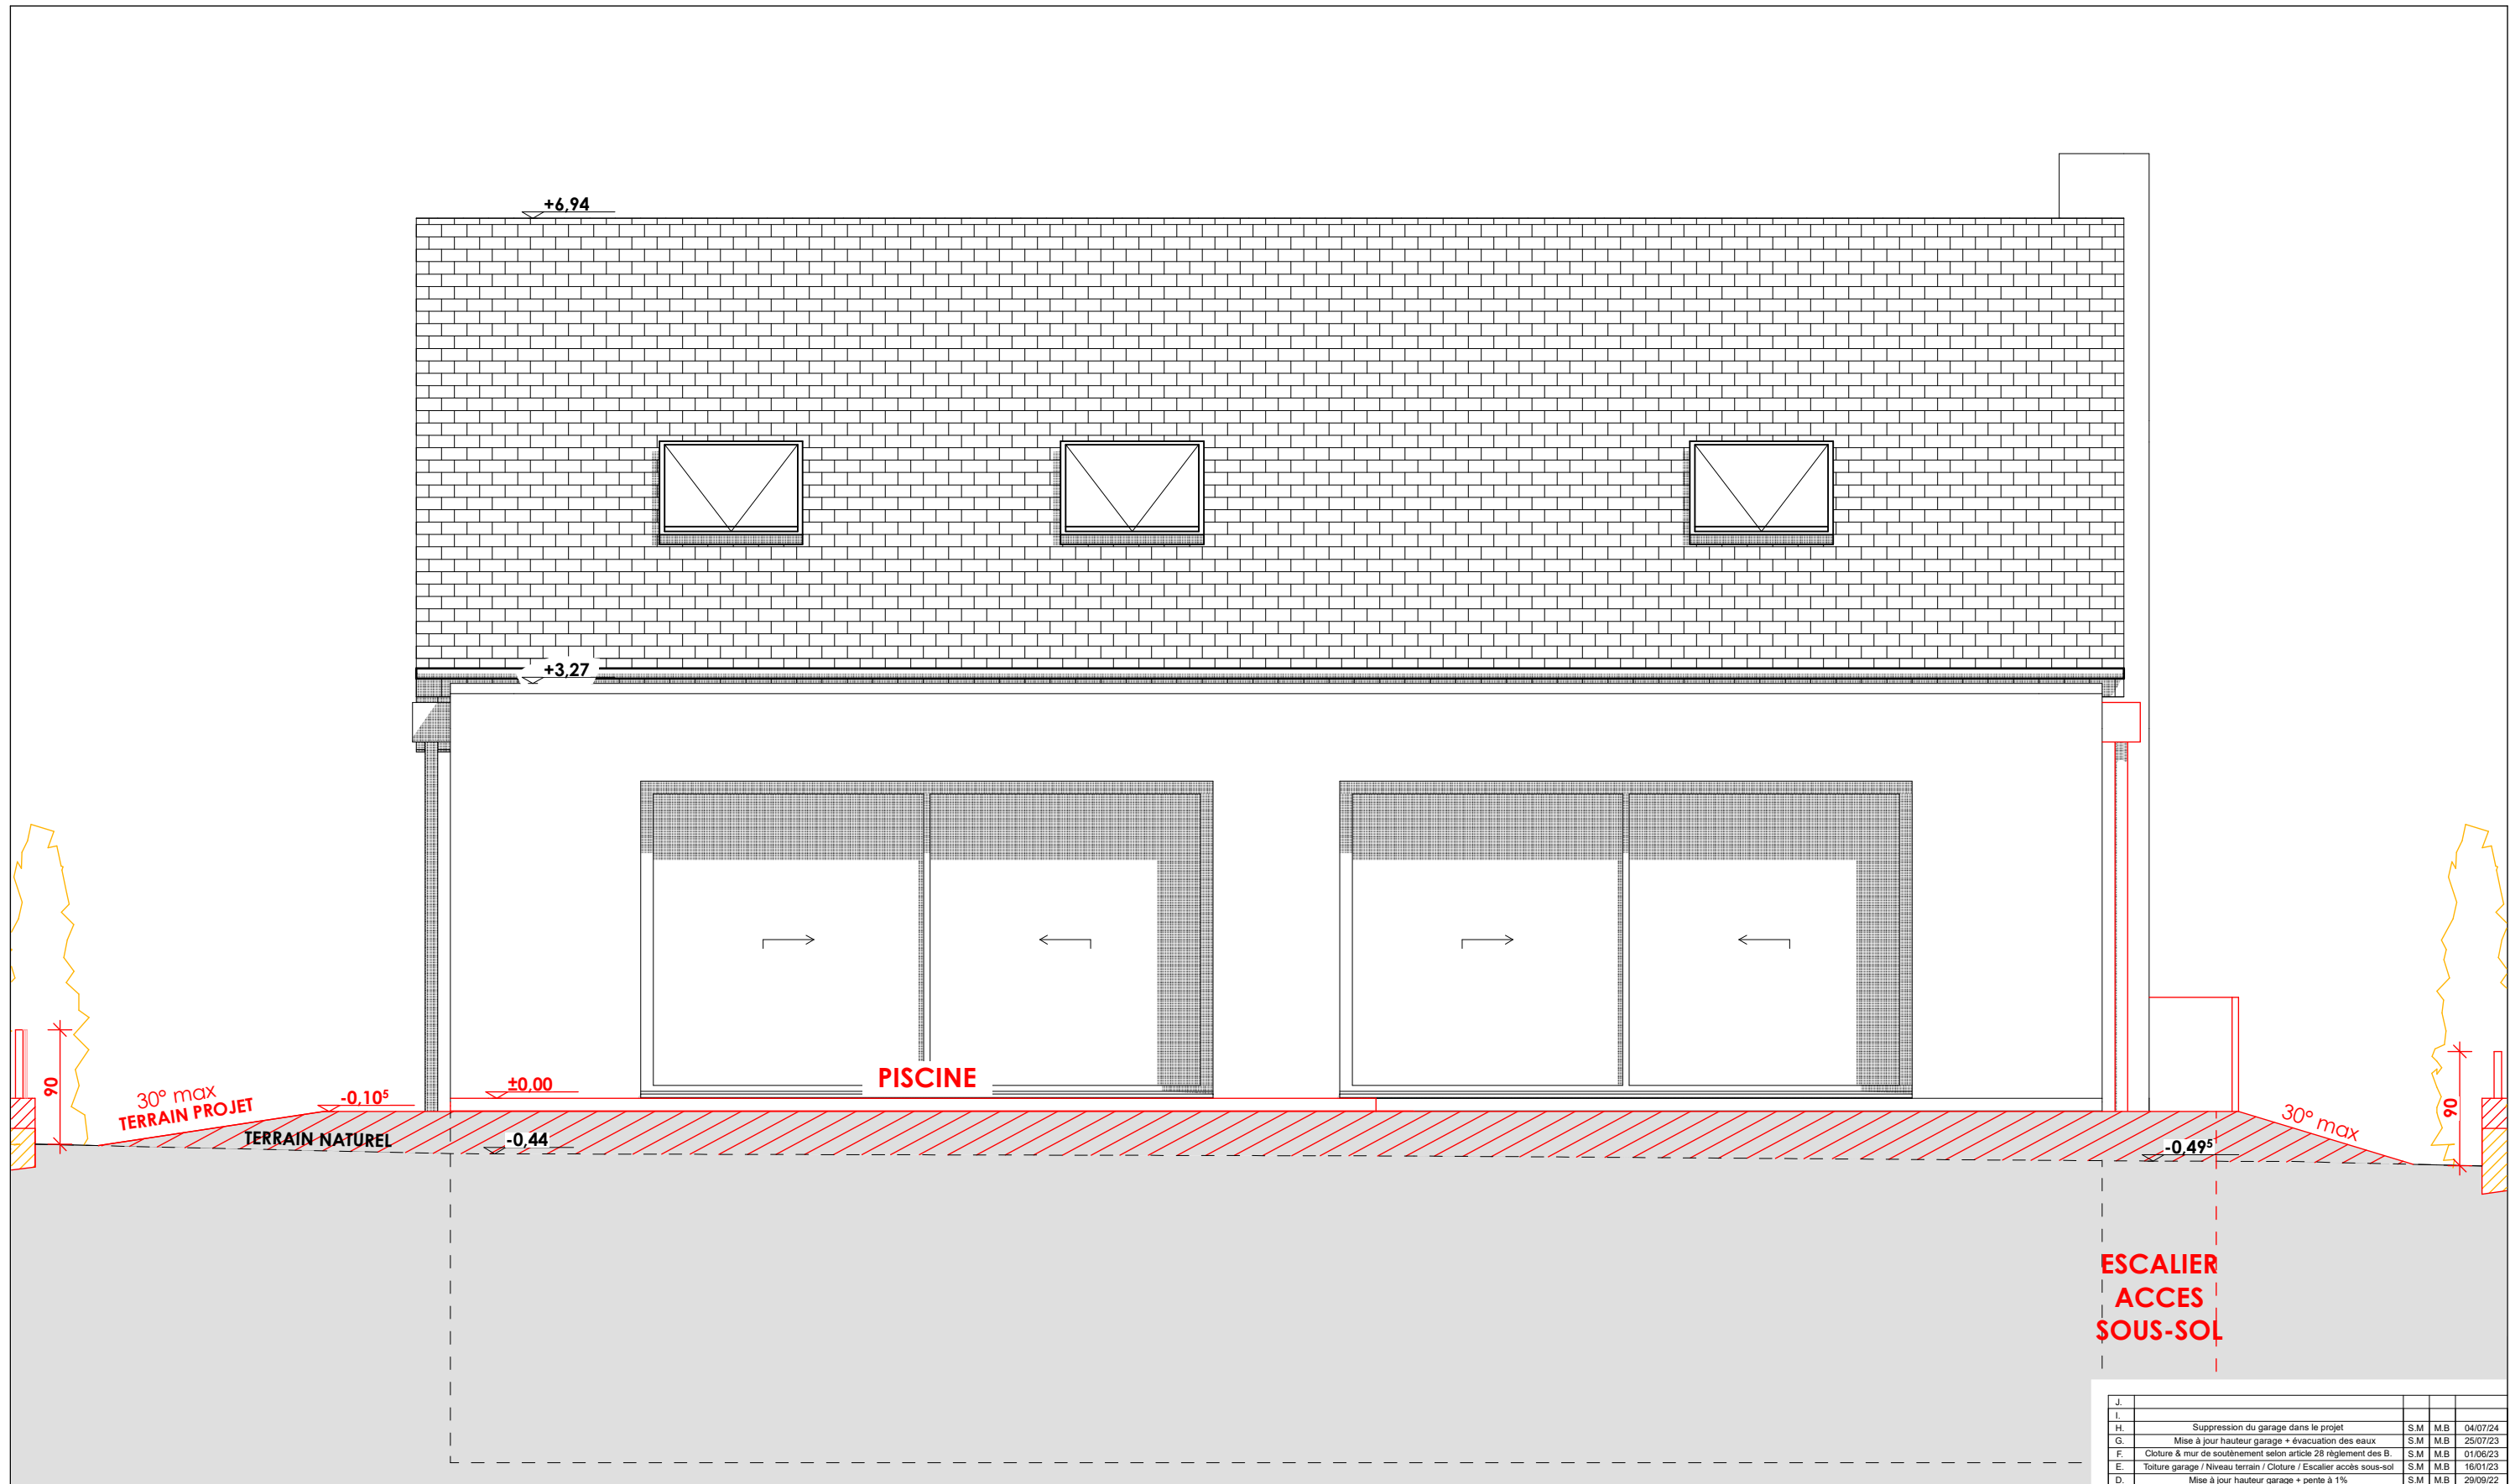 +6,94
+3,27
PISCINE
±0,00
90
30° max
TERRAIN PROJET
-0,10⁵
TERRAIN NATUREL
-0,44
90
30° max
-0,49⁵
ESCALIER
ACCES
SOUS-SOL
J.
I.
H. Suppression du garage dans le projet S.M M.B 04/07/24
G. Mise à jour hauteur garage + évacuation des eaux S.M M.B 25/07/23
F. Cloture & mur de soutènement selon article 28 règlement des B. S.M M.B 01/06/23
E. Toiture garage / Niveau terrain / Cloture / Escalier accès sous-sol S.M M.B 16/01/23
D. Mise à jour hauteur garage + pente à 1% S.M M.B 29/09/22